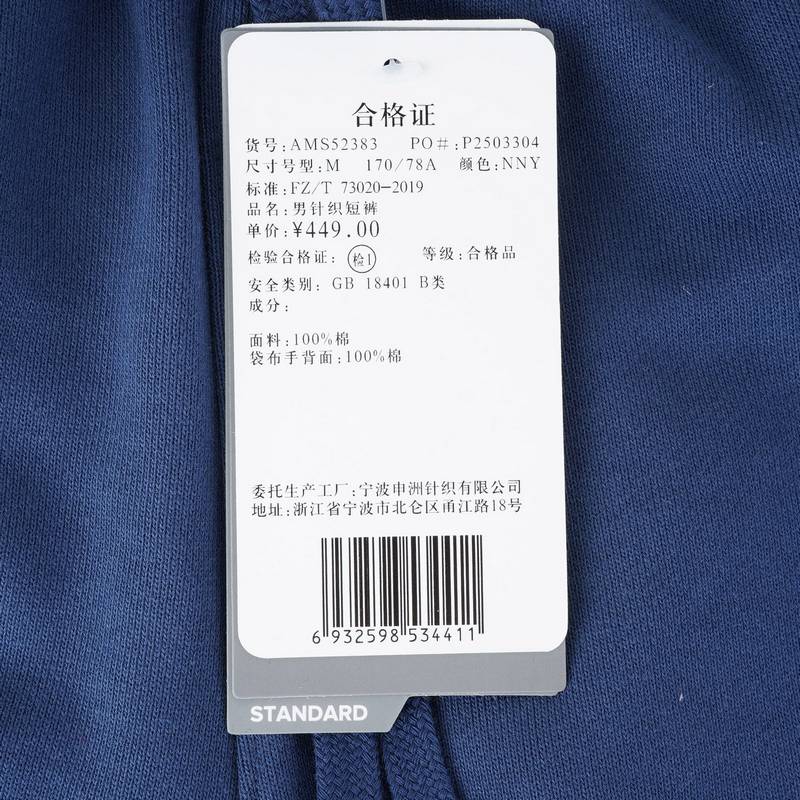 合格证
货号:AMS52383 PO#:P2503304
尺寸号型:M 170/78A 颜色:NNY
标准:FZ/T 73020-2019
品名:男针织短裤
单价:¥449.00
检验合格证: 检1 等级:合格品
安全类别: GB 18401 B类
成分:
面料:100%棉
袋布手背面:100%棉
委托生产工厂:宁波申洲针织有限公司
地址:浙江省宁波市北仑区甬江路18号
6 932598 534411
STANDARD